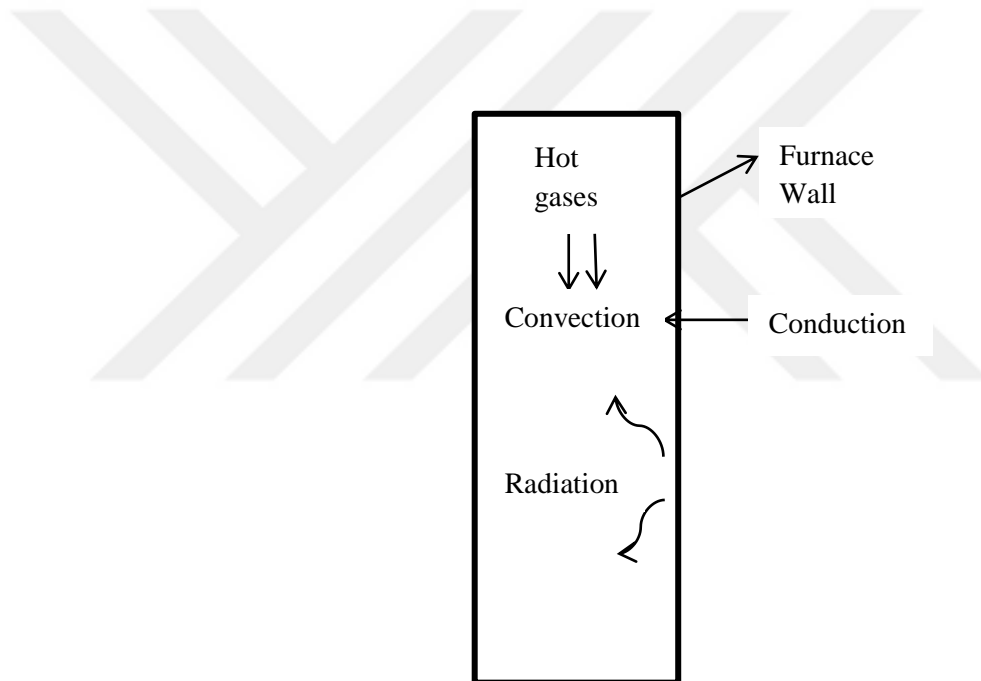 Hot
gases
Furnace
Wall
Convection
Conduction
Radiation